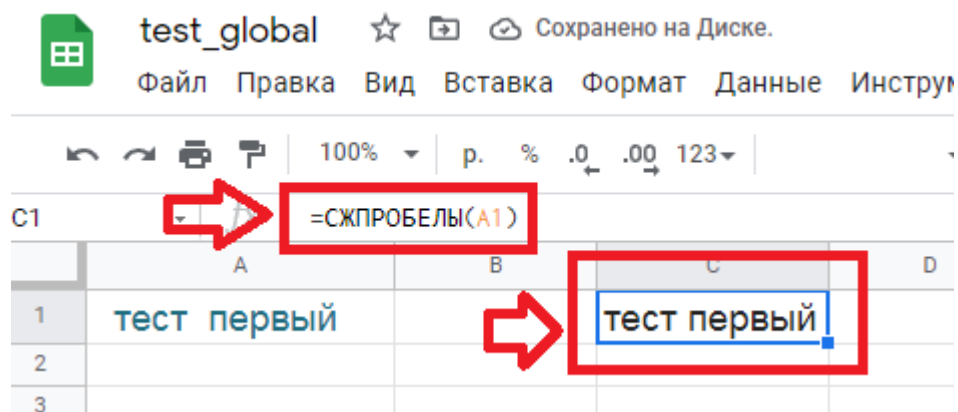 test_global Сохранено на Диске.
Файл Правка Вид Вставка Формат Данные Инструм
100% р. % .0 .00 123
C1 =СЖПРОБЕЛЫ(A1)
A B C D
1 тест  первый тест первый
2
3